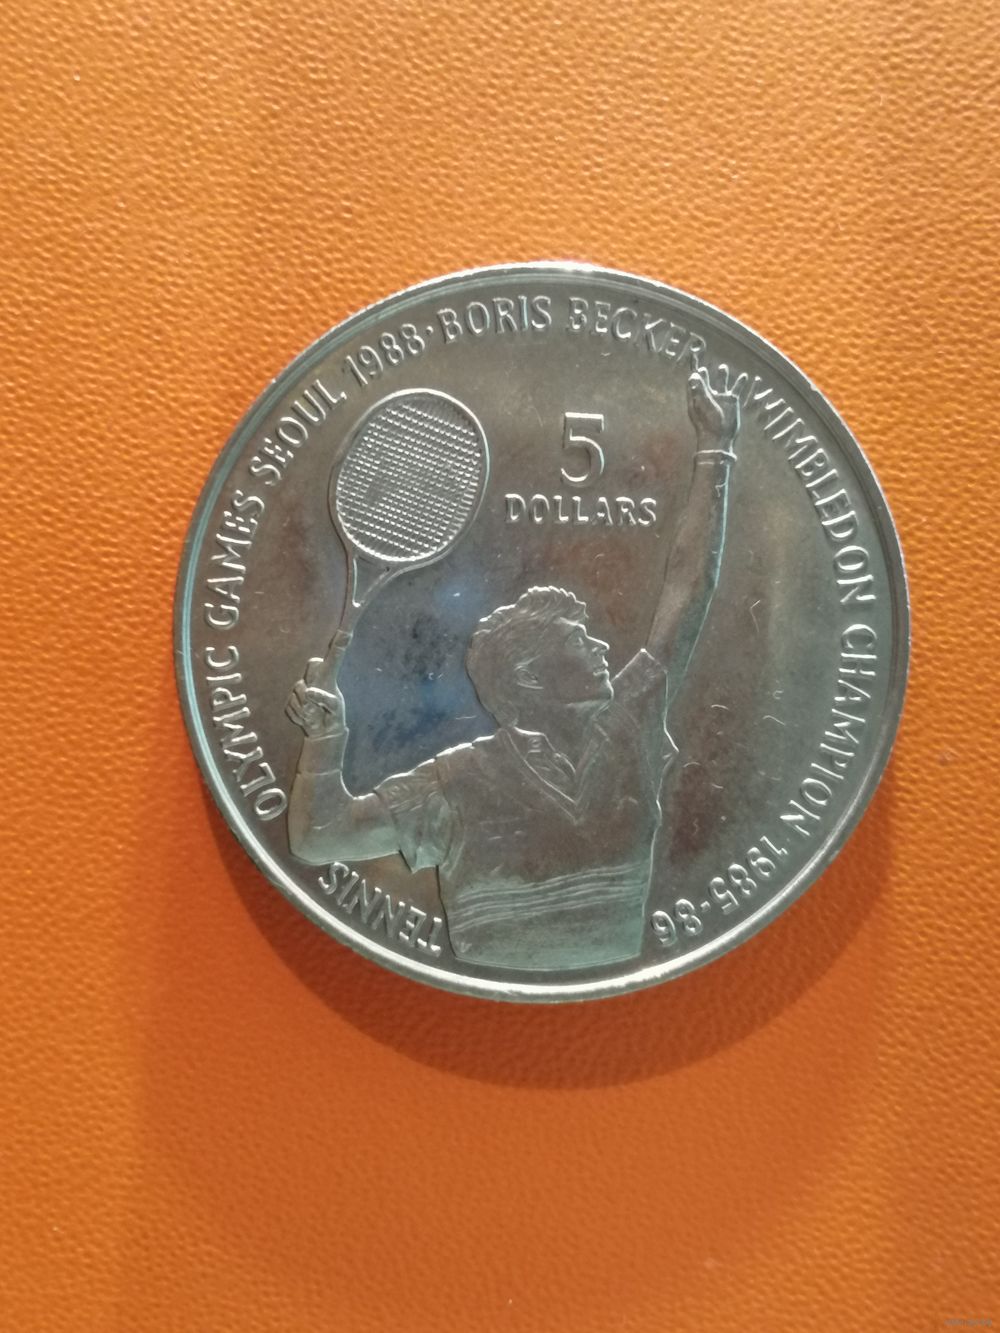 TENNIS OLYMPIC GAMES SEOUL 1988 · BORIS BECKER WIMBLEDON CHAMPION 1985-86
5
DOLLARS